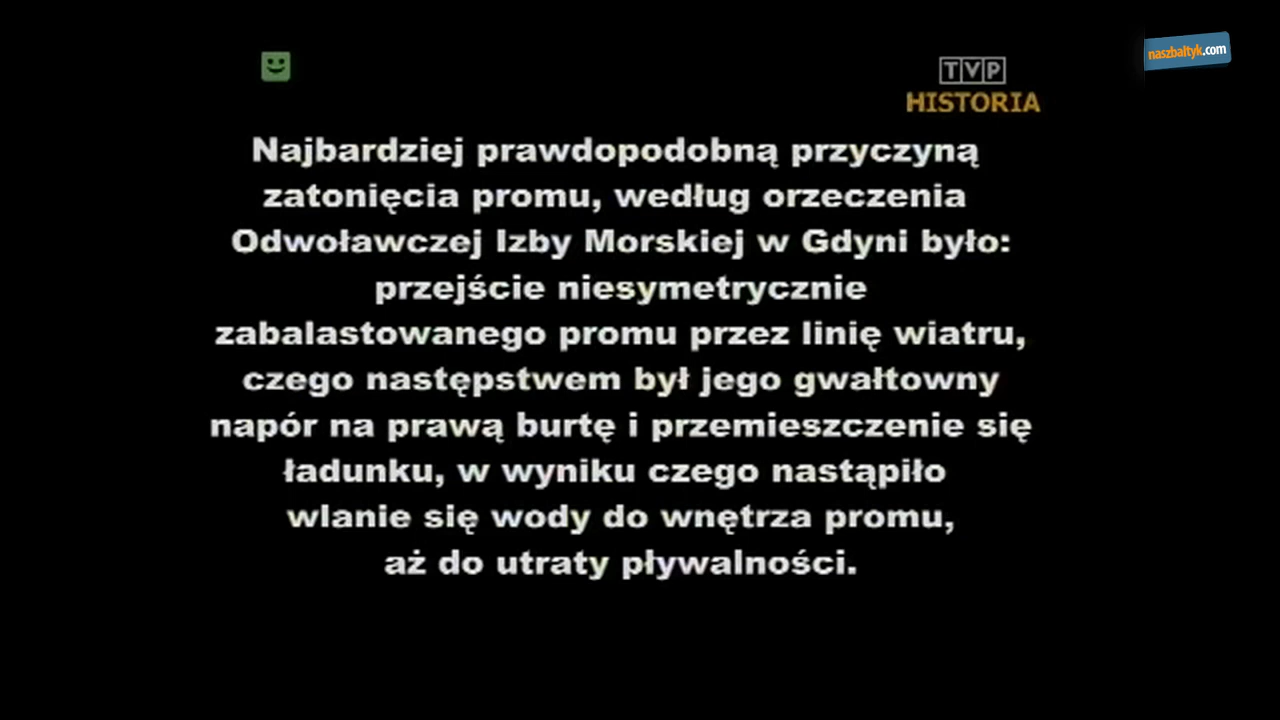 naszbałtyk.com
TVP
HISTORIA
Najbardziej prawdopodobną przyczyną
zatonięcia promu, według orzeczenia
Odwoławczej Izby Morskiej w Gdyni było:
przejście niesymetrycznie
zabalastowanego promu przez linię wiatru,
czego następstwem był jego gwałtowny
napór na prawą burtę i przemieszczenie się
ładunku, w wyniku czego nastąpiło
wlanie się wody do wnętrza promu,
aż do utraty pływalności.